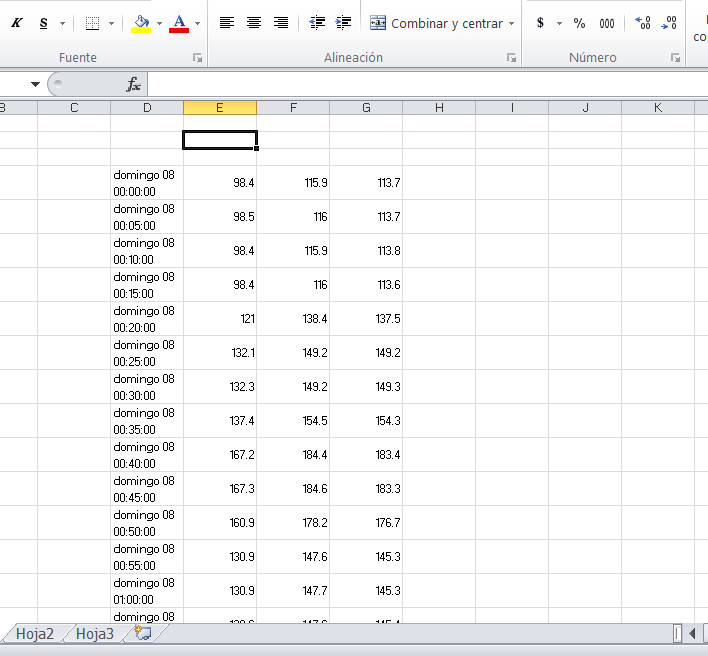 K S A Combinar y centrar $ % 000
Fuente Alineación Número
fx
B C D E F G H I J K
domingo 08
00:00:00 98.4 115.9 113.7
domingo 08
00:05:00 98.5 116 113.7
domingo 08
00:10:00 98.4 115.9 113.8
domingo 08
00:15:00 98.4 116 113.6
domingo 08
00:20:00 121 138.4 137.5
domingo 08
00:25:00 132.1 149.2 149.2
domingo 08
00:30:00 132.3 149.2 149.3
domingo 08
00:35:00 137.4 154.5 154.3
domingo 08
00:40:00 167.2 184.4 183.4
domingo 08
00:45:00 167.3 184.6 183.3
domingo 08
00:50:00 160.9 178.2 176.7
domingo 08
00:55:00 130.9 147.6 145.3
domingo 08
01:00:00 130.9 147.7 145.3
domingo 08
Hoja2 Hoja3